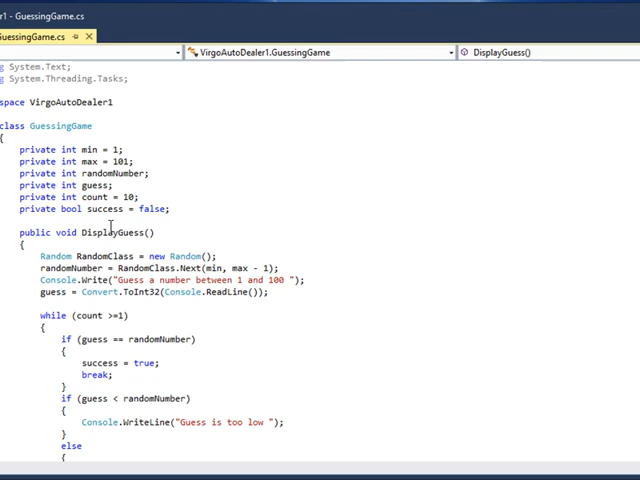 r1 - GuessingGame.cs
GuessingGame.cs
VirgoAutoDealer1.GuessingGame
DisplayGuess()
g System.Text;
g System.Threading.Tasks;
space VirgoAutoDealer1
class GuessingGame
{
private int min = 1;
private int max = 101;
private int randomNumber;
private int guess;
private int count = 10;
private bool success = false;
public void DisplayGuess()
{
Random RandomClass = new Random();
randomNumber = RandomClass.Next(min, max - 1);
Console.Write("Guess a number between 1 and 100 ");
guess = Convert.ToInt32(Console.ReadLine());
while (count >=1)
{
if (guess == randomNumber)
{
success = true;
break;
}
if (guess < randomNumber)
{
Console.WriteLine("Guess is too low ");
}
else
{